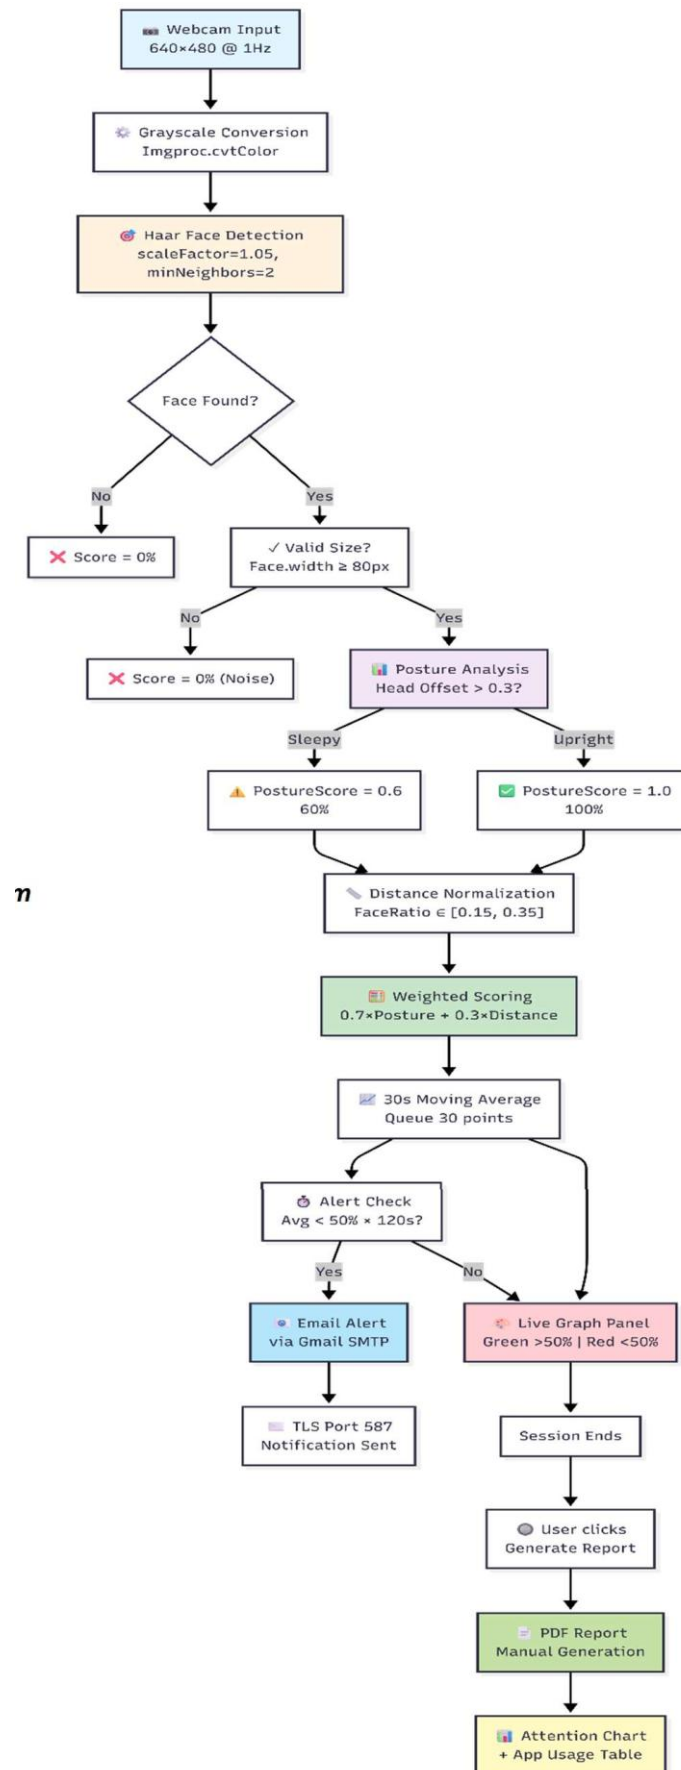 Webcam Input
640×480 @ 1Hz
Grayscale Conversion
Imgproc.cvtColor
Haar Face Detection
scaleFactor=1.05,
minNeighbors=2
Face Found?
No
Yes
❌ Score = 0%
✓ Valid Size?
Face.width ≥ 80px
No
Yes
❌ Score = 0% (Noise)
Posture Analysis
Head Offset > 0.3?
Sleepy
Upright
PostureScore = 0.6
60%
PostureScore = 1.0
100%
m
Distance Normalization
FaceRatio ∈ [0.15, 0.35]
Weighted Scoring
0.7×Posture + 0.3×Distance
30s Moving Average
Queue 30 points
Alert Check
Avg < 50% × 120s?
Yes
No
Email Alert
via Gmail SMTP
Live Graph Panel
Green >50% | Red <50%
TLS Port 587
Notification Sent
Session Ends
User clicks
Generate Report
PDF Report
Manual Generation
Attention Chart
+ App Usage Table